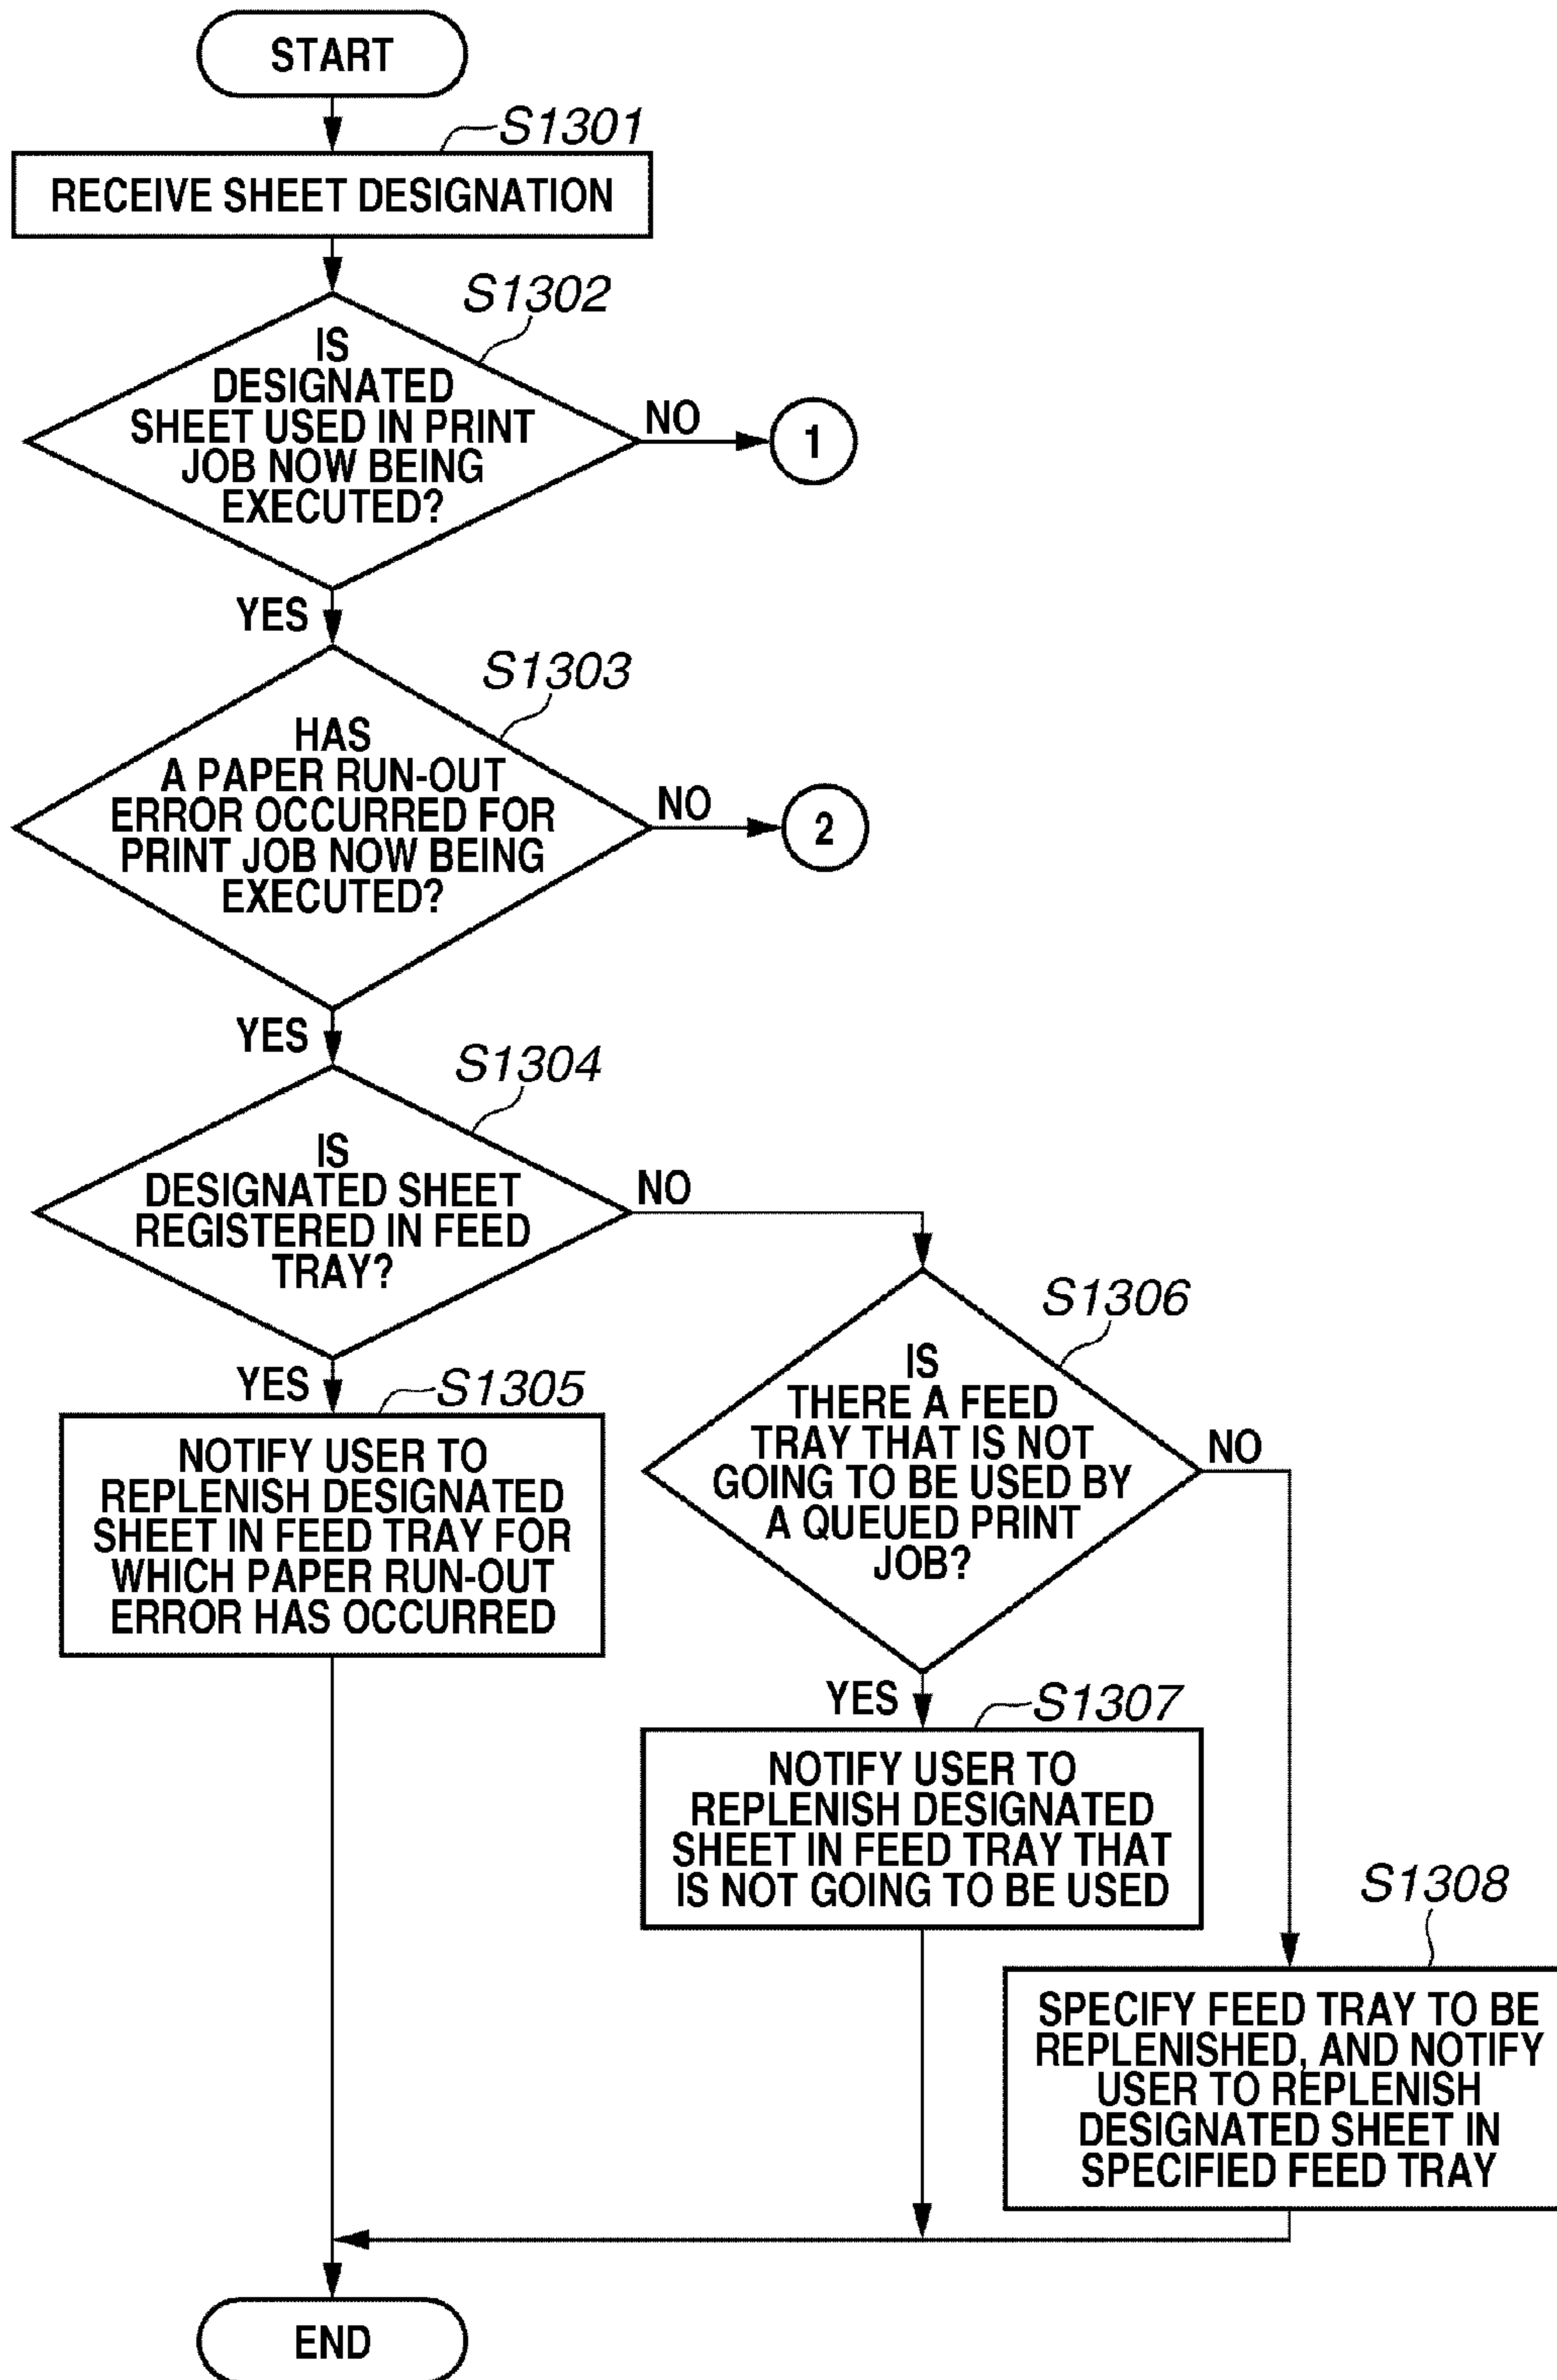 START
S1301
RECEIVE SHEET DESIGNATION
S1302
IS
DESIGNATED
SHEET USED IN PRINT
JOB NOW BEING
EXECUTED?
NO
1
YES
S1303
HAS
A PAPER RUN-OUT
ERROR OCCURRED FOR
PRINT JOB NOW BEING
EXECUTED?
NO
2
YES
S1304
IS
DESIGNATED SHEET
REGISTERED IN FEED
TRAY?
NO
YES
S1305
NOTIFY USER TO
REPLENISH DESIGNATED
SHEET IN FEED TRAY FOR
WHICH PAPER RUN-OUT
ERROR HAS OCCURRED
S1306
IS
THERE A FEED
TRAY THAT IS NOT
GOING TO BE USED BY
A QUEUED PRINT
JOB?
NO
YES
S1307
NOTIFY USER TO
REPLENISH DESIGNATED
SHEET IN FEED TRAY THAT
IS NOT GOING TO BE USED
S1308
SPECIFY FEED TRAY TO BE
REPLENISHED, AND NOTIFY
USER TO REPLENISH
DESIGNATED SHEET IN
SPECIFIED FEED TRAY
END